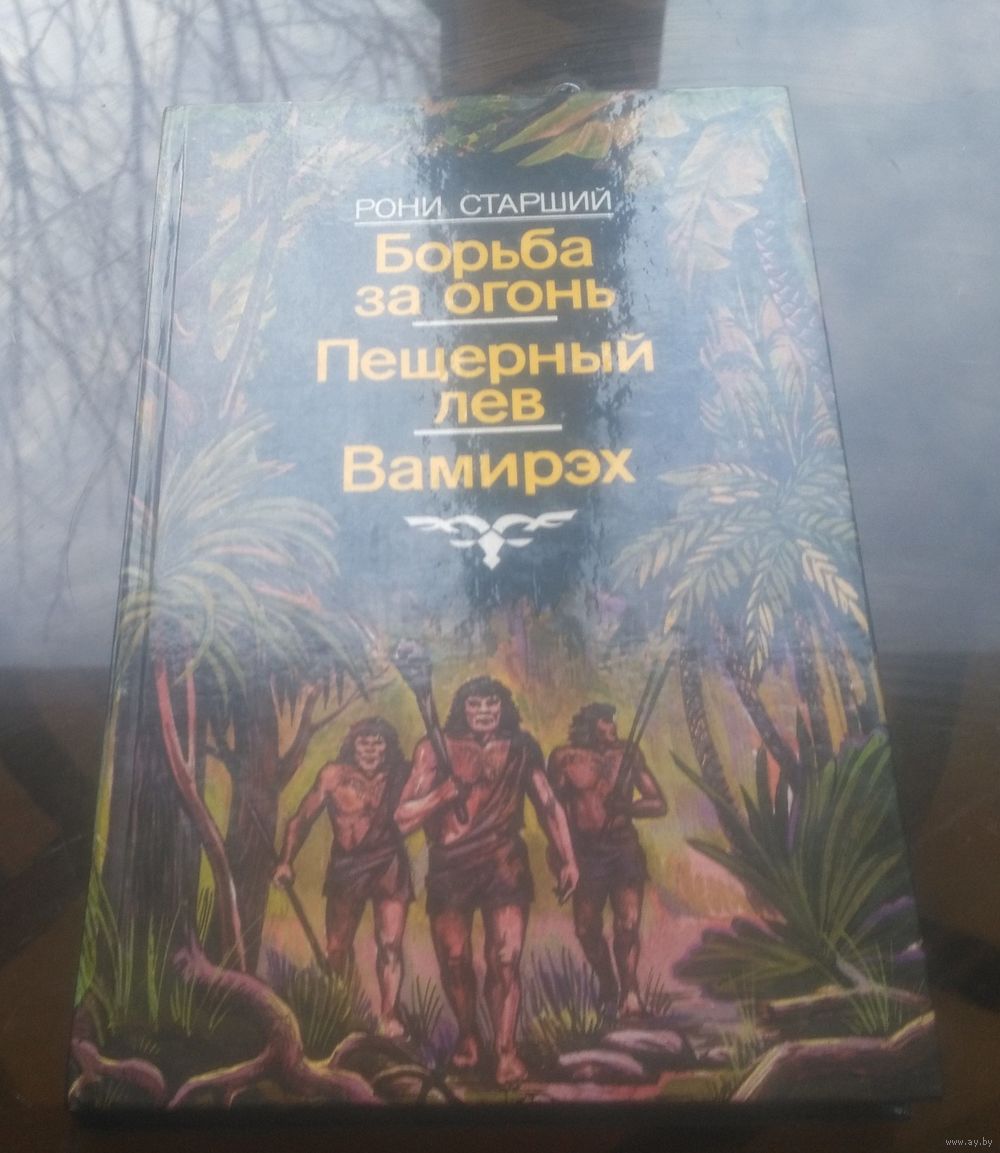 РОНИ СТАРШИЙ
Борьба
за огонь
Пещерный
лев
Вамирэх
www.ay.by